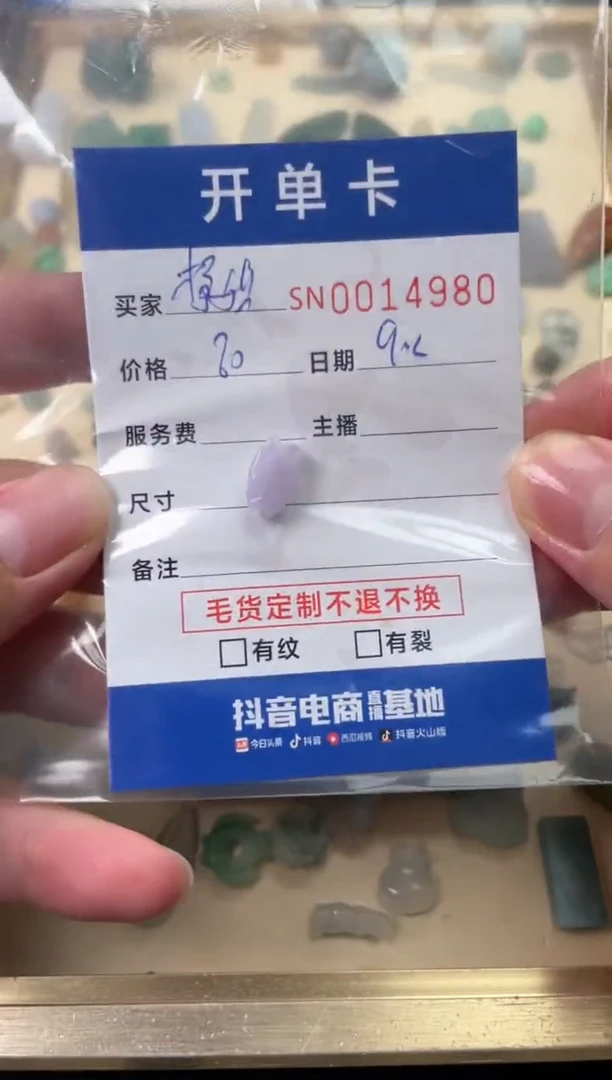 开单卡
买家 SN0014980
价格 日期
服务费 主播
尺寸
备注
毛货定制不退不换
有纹 有裂
抖音电商直播基地
今日头条 抖音 西瓜视频 抖音火山版